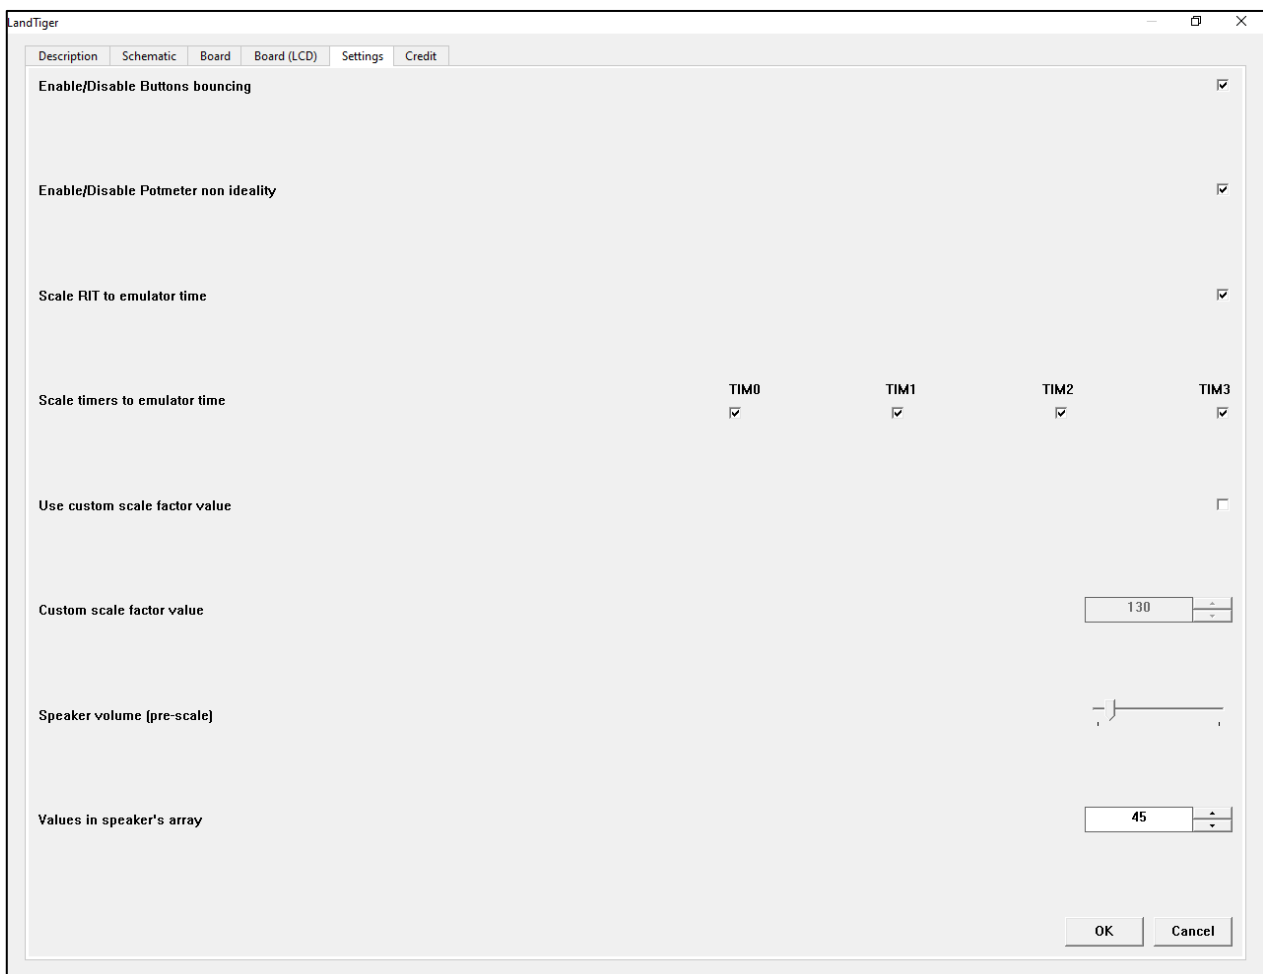 LandTiger
Description Schematic Board Board (LCD) Settings Credit
Enable/Disable Buttons bouncing
Enable/Disable Potmeter non ideality
Scale RIT to emulator time
TIM0 TIM1 TIM2 TIM3
Scale timers to emulator time
Use custom scale factor value
Custom scale factor value 130
Speaker volume (pre-scale)
Values in speaker's array 45
OK Cancel